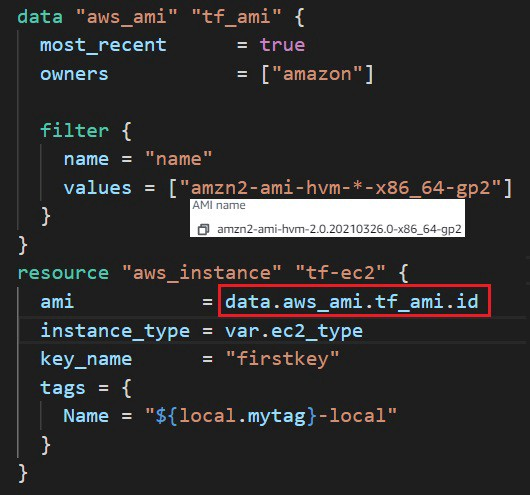 data "aws_ami" "tf_ami" {
  most_recent      = true
  owners           = ["amazon"]

  filter {
    name = "name"
    values = ["amzn2-ami-hvm-*-x86_64-gp2"]
AMI name
amzn2-ami-hvm-2.0.20210326.0-x86_64-gp2
  }
}
resource "aws_instance" "tf-ec2" {
  ami           = data.aws_ami.tf_ami.id
  instance_type = var.ec2_type
  key_name      = "firstkey"
  tags = {
    Name = "${local.mytag}-local"
  }
}